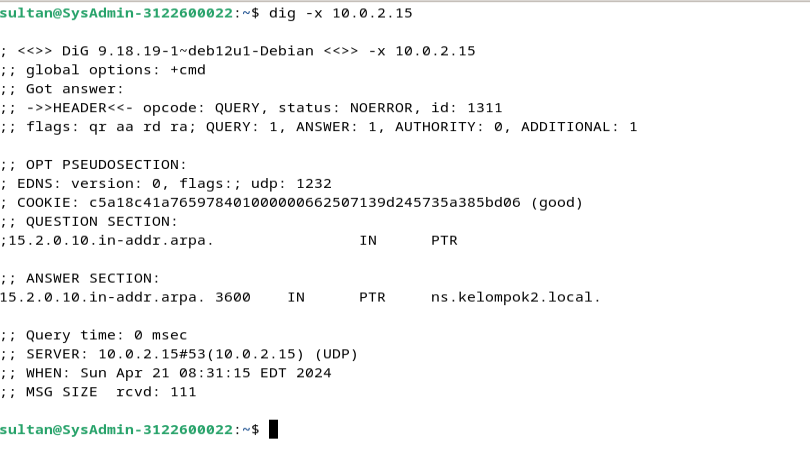 sultan@SysAdmin-3122600022:~$ dig -x 10.0.2.15
; <<>> DiG 9.18.19-1~deb12u1-Debian <<>> -x 10.0.2.15
;; global options: +cmd
;; Got answer:
;; ->>HEADER<<- opcode: QUERY, status: NOERROR, id: 1311
;; flags: qr aa rd ra; QUERY: 1, ANSWER: 1, AUTHORITY: 0, ADDITIONAL: 1
;; OPT PSEUDOSECTION:
; EDNS: version: 0, flags:; udp: 1232
; COOKIE: c5a18c41a765978401000000662507139d245735a385bd06 (good)
;; QUESTION SECTION:
;15.2.0.10.in-addr.arpa. IN PTR
;; ANSWER SECTION:
15.2.0.10.in-addr.arpa. 3600 IN PTR ns.kelompok2.local.
;; Query time: 0 msec
;; SERVER: 10.0.2.15#53(10.0.2.15) (UDP)
;; WHEN: Sun Apr 21 08:31:15 EDT 2024
;; MSG SIZE rcvd: 111
sultan@SysAdmin-3122600022:~$